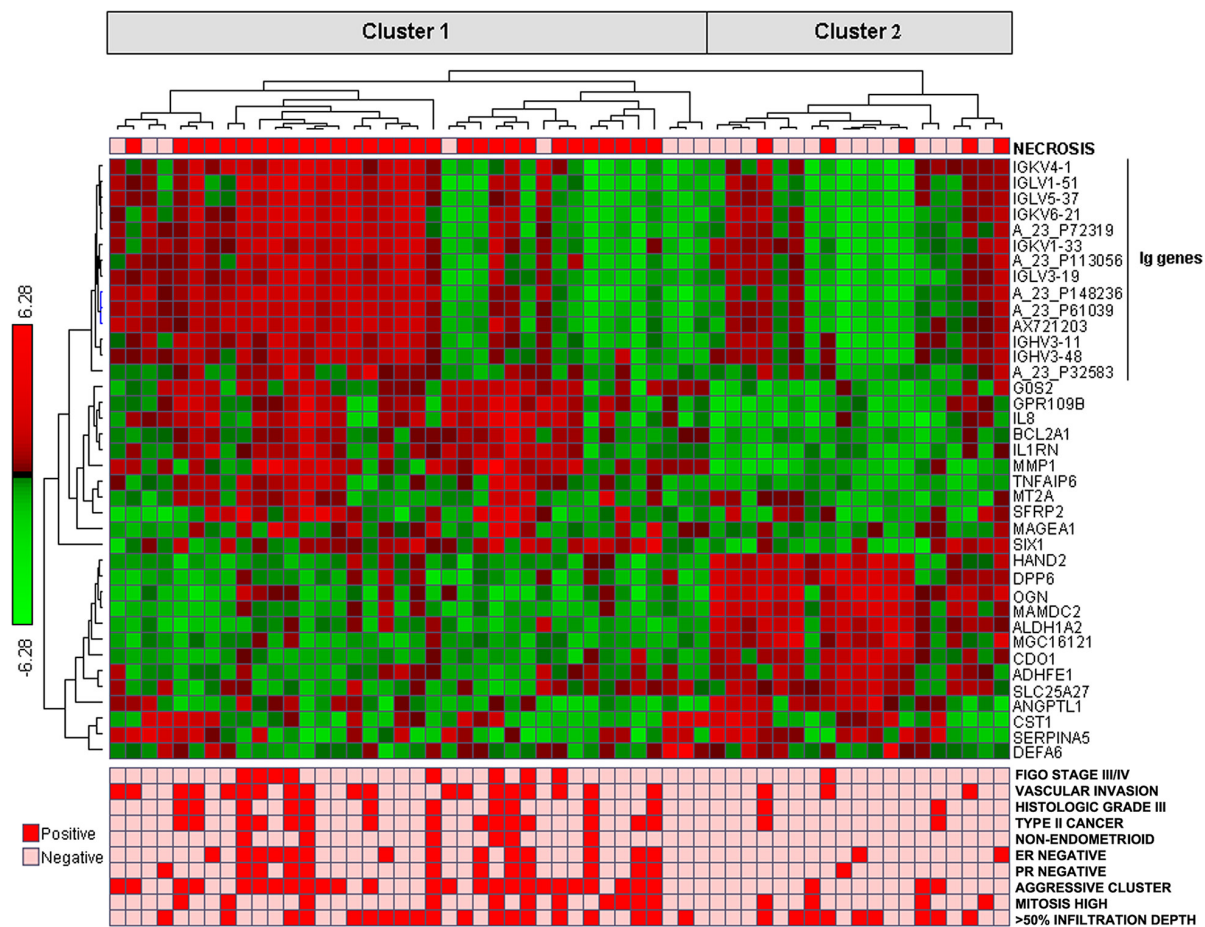 Cluster 1
Cluster 2
NECROSIS
IGKV4-1
IGLV1-51
IGLV5-37
IGKV6-21
A_23_P72319
IGKV1-33
A_23_P113056
IGLV3-19
A_23_P148236
A_23_P61039
AX721203
IGHV3-11
IGHV3-48
A_23_P32583
Ig genes
G0S2
GPR109B
IL8
BCL2A1
IL1RN
MMP1
TNFAIP6
MT2A
SFRP2
MAGEA1
SIX1
HAND2
DPP6
OGN
MAMDC2
ALDH1A2
MGC16121
CDO1
ADHFE1
SLC25A27
ANGPTL1
CST1
SERPINA5
DEFA6
6.28
-6.28
FIGO STAGE III/IV
VASCULAR INVASION
HISTOLOGIC GRADE III
TYPE II CANCER
NON-ENDOMETRIOID
ER NEGATIVE
PR NEGATIVE
AGGRESSIVE CLUSTER
MITOSIS HIGH
>50% INFILTRATION DEPTH
Positive
Negative